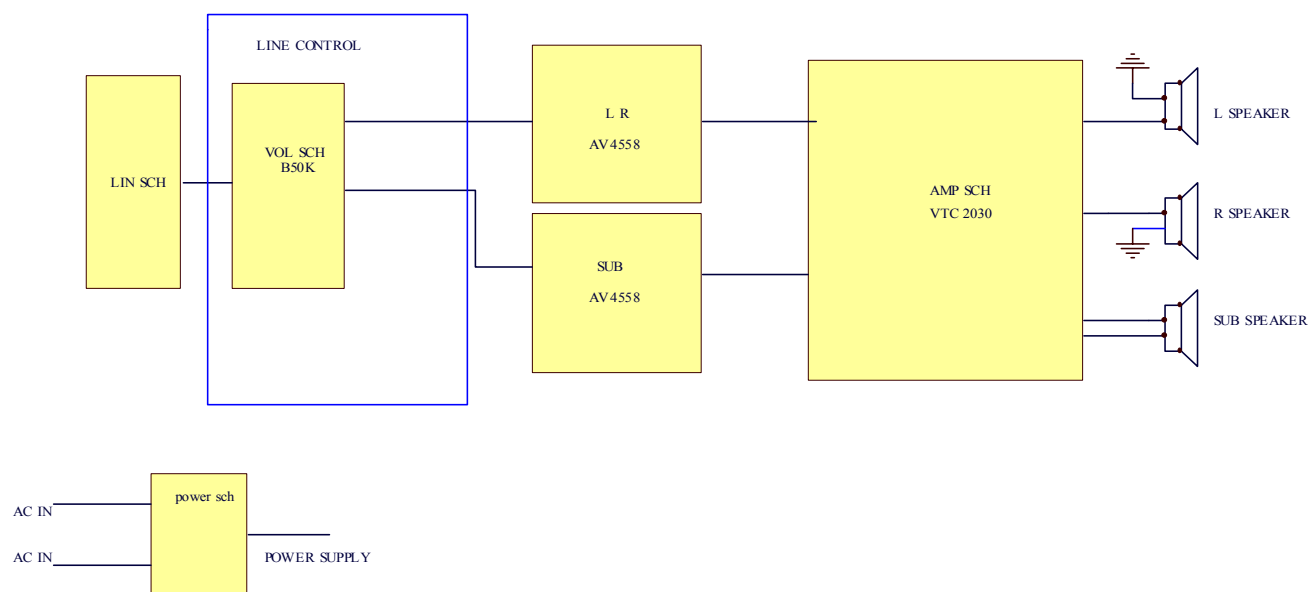 LINE CONTROL
LIN SCH
VOL SCH
B50K
L R
AV4558
SUB
AV4558
AMP SCH
VTC 2030
L SPEAKER
R SPEAKER
SUB SPEAKER
power sch
AC IN
AC IN
POWER SUPPLY